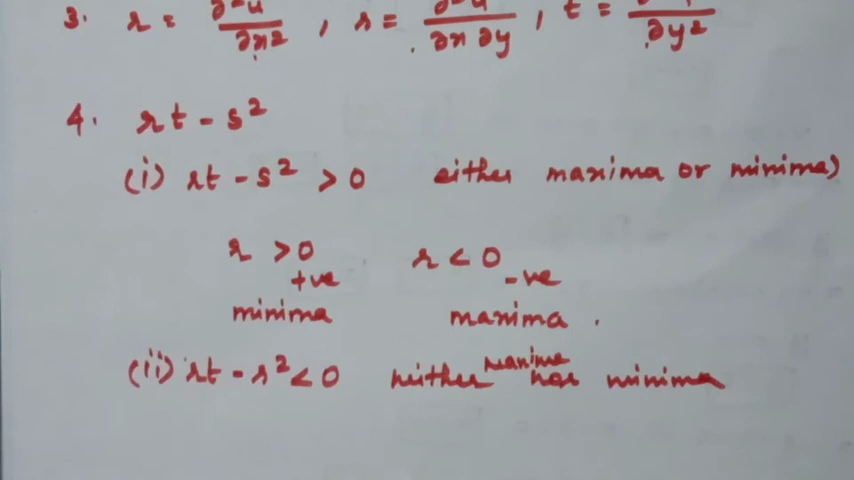 3. r = ∂²u/∂x², s = ∂²u/∂x ∂y, t = /∂y²
4. rt - s²
(i) rt - s² > 0 either maxima or minima)
r > 0 r < 0
+ve -ve
minima maxima.
(ii) rt - s² < 0 neither maxima nor minima